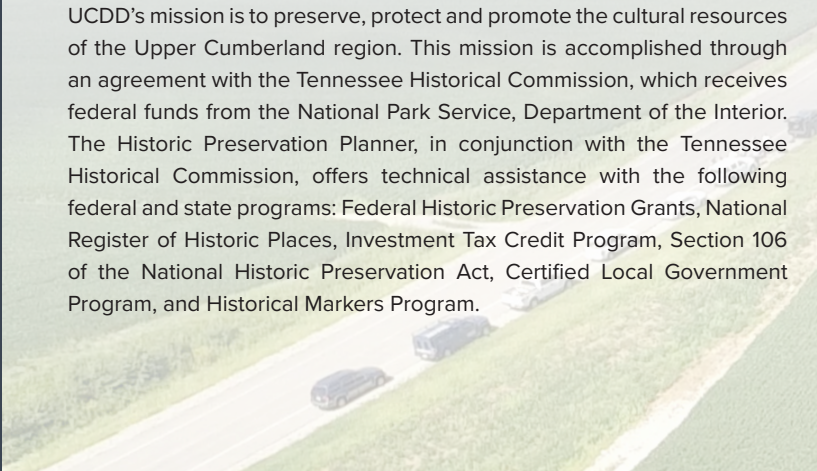 UCDD’s mission is to preserve, protect and promote the cultural resources
of the Upper Cumberland region. This mission is accomplished through
an agreement with the Tennessee Historical Commission, which receives
federal funds from the National Park Service, Department of the Interior.
The Historic Preservation Planner, in conjunction with the Tennessee
Historical Commission, offers technical assistance with the following
federal and state programs: Federal Historic Preservation Grants, National
Register of Historic Places, Investment Tax Credit Program, Section 106
of the National Historic Preservation Act, Certified Local Government
Program, and Historical Markers Program.